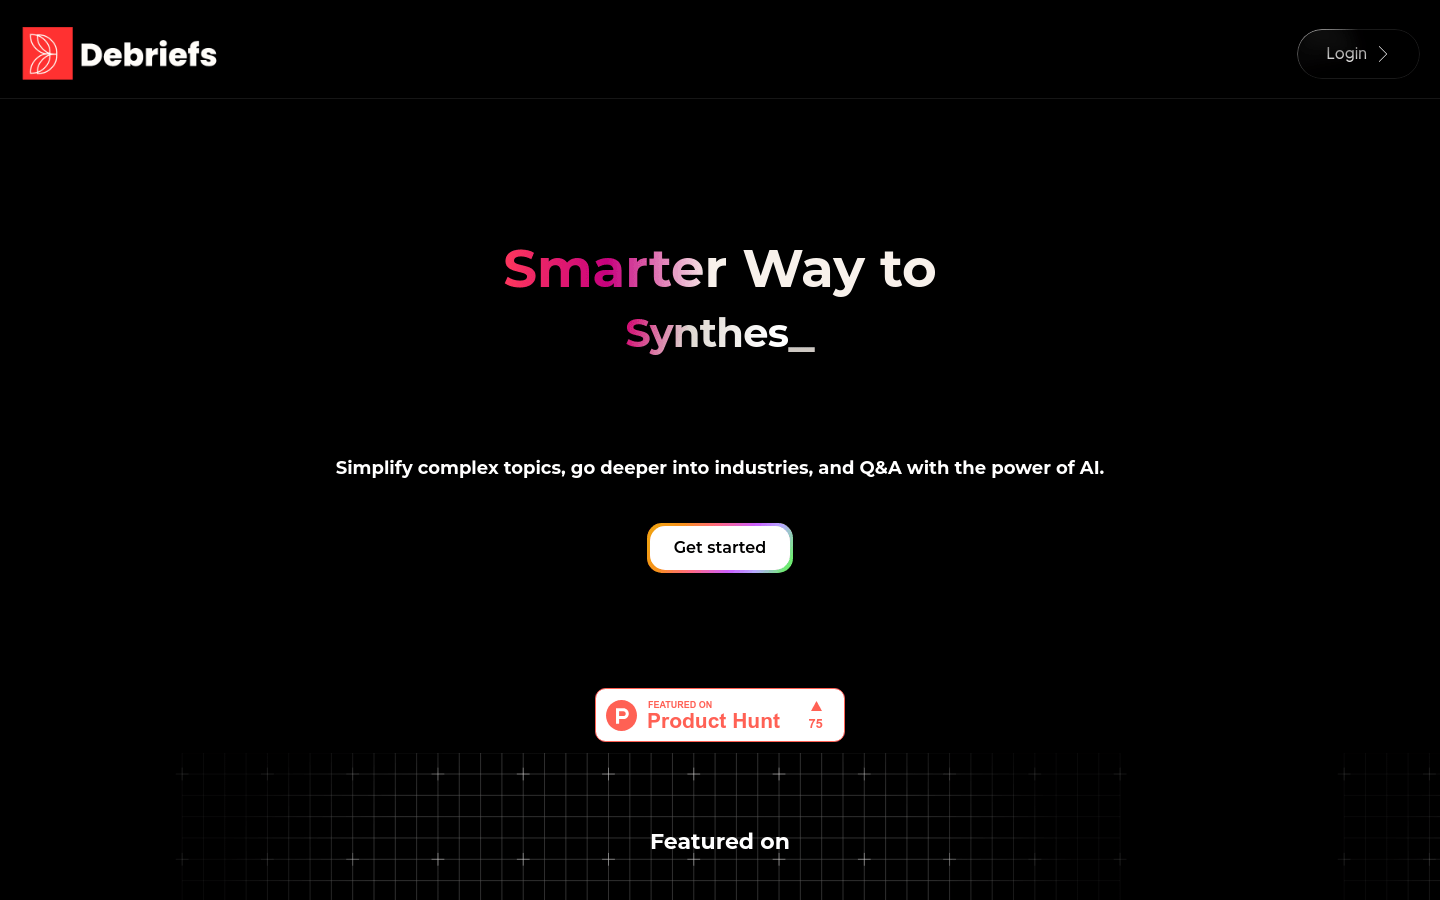 Debriefs
Login
Smarter Way to
Synthes_
Simplify complex topics, go deeper into industries, and Q&A with the power of AI.
Get started
FEATURED ON
Product Hunt
75
Featured on